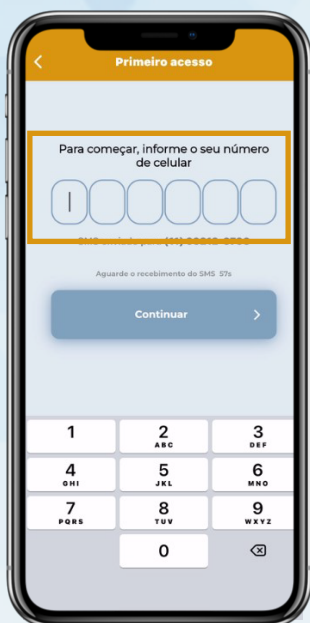 Primeiro acesso
Para começar, informe o seu número
de celular
Aguarde o recebimento do SMS 57s
Continuar
1
2
ABC
3
DEF
4
GHI
5
JKL
6
MNO
7
PQRS
8
TUV
9
WXYZ
0